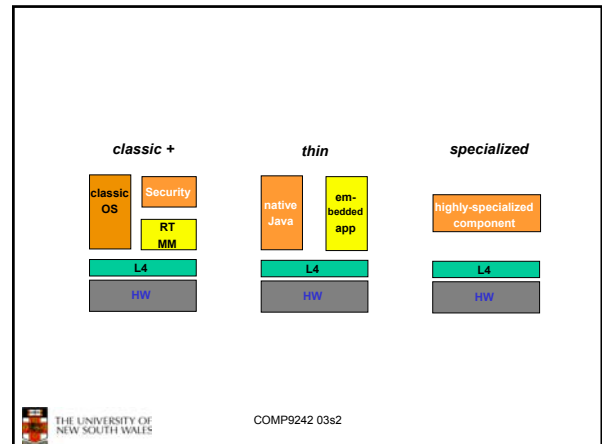 classic +
thin
specialized
classic
OS
Security
RT
MM
L4
HW
native
Java
em-
bedded
app
L4
HW
highly-specialized
component
L4
HW
THE UNIVERSITY OF
NEW SOUTH WALES
COMP9242 03s2